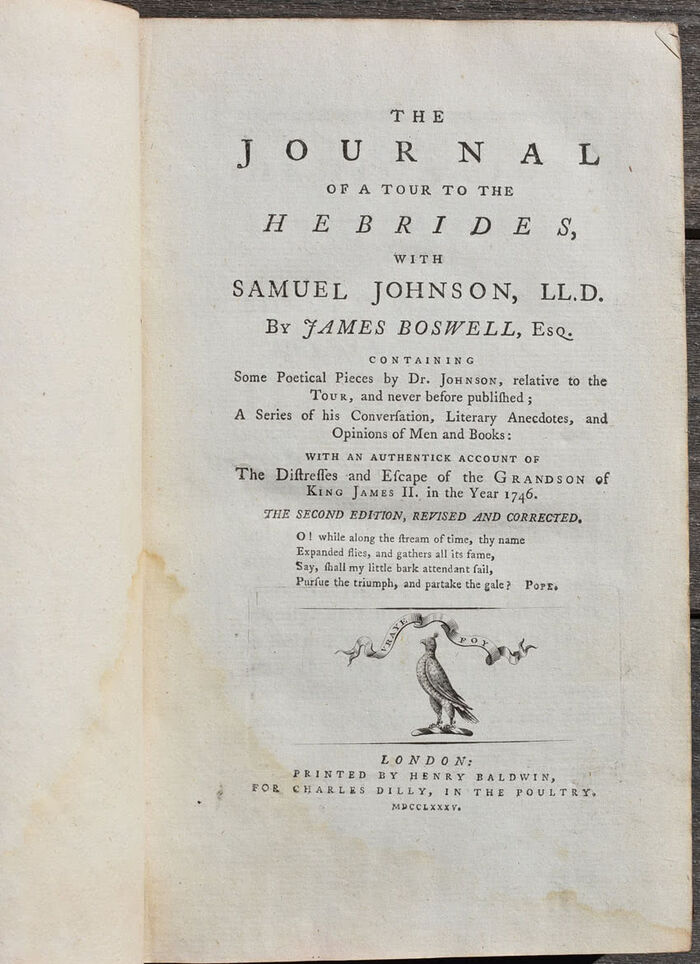 THE
JOURNAL
OF A TOUR TO THE
HEBRIDES,
WITH
SAMUEL JOHNSON, LL.D.
By JAMES BOSWELL, Esq.
CONTAINING
Some Poetical Pieces by Dr. Johnson, relative to the
Tour, and never before publiſhed;
A Series of his Converſation, Literary Anecdotes, and
Opinions of Men and Books:
WITH AN AUTHENTICK ACCOUNT OF
The Diſtreſſes and Eſcape of the Grandson of
King James II. in the Year 1746.
THE SECOND EDITION, REVISED AND CORRECTED.
O! while along the ſtream of time, thy name
Expanded flies, and gathers all its fame,
Say, ſhall my little bark attendant ſail,
Purſue the triumph, and partake the gale? Pope.
VRAYE FOY
LONDON:
PRINTED BY HENRY BALDWIN,
FOR CHARLES DILLY, IN THE POULTRY.
MDCCLXXXV.